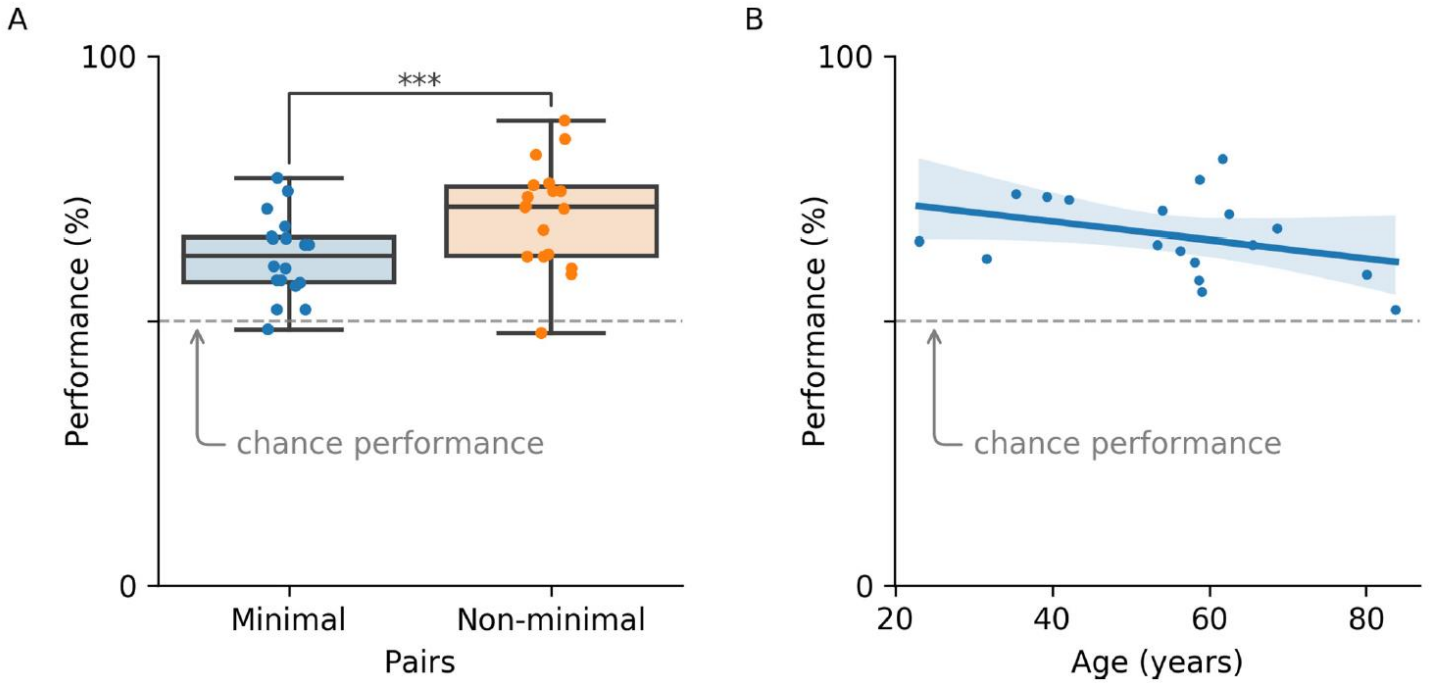 A
100
***
Performance (%)
chance performance
0
Minimal
Non-minimal
Pairs
B
100
Performance (%)
chance performance
0
20
40
60
80
Age (years)